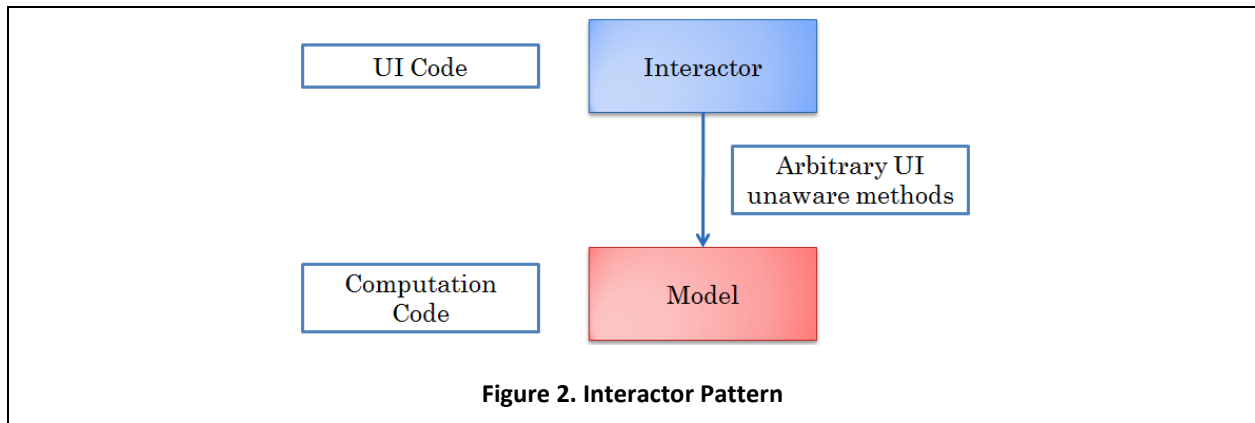 UI Code
Interactor
Arbitrary UI
unaware methods
Computation
Code
Model
Figure 2. Interactor Pattern